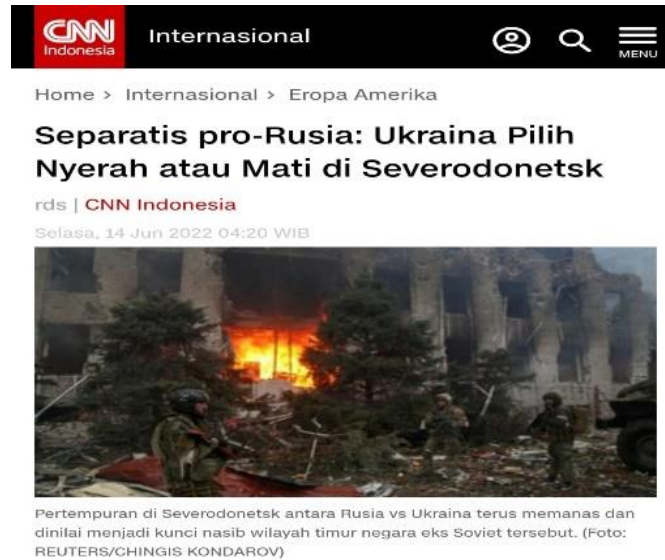 CNN
Indonesia
Internasional
MENU
Home > Internasional > Eropa Amerika
Separatis pro-Rusia: Ukraina Pilih
Nyerah atau Mati di Severodonetsk
rds | CNN Indonesia
Selasa, 14 Jun 2022 04:20 WIB
Pertempuran di Severodonetsk antara Rusia vs Ukraina terus memanas dan
dinilai menjadi kunci nasib wilayah timur negara eks Soviet tersebut. (Foto:
REUTERS/CHINGIS KONDAROV)